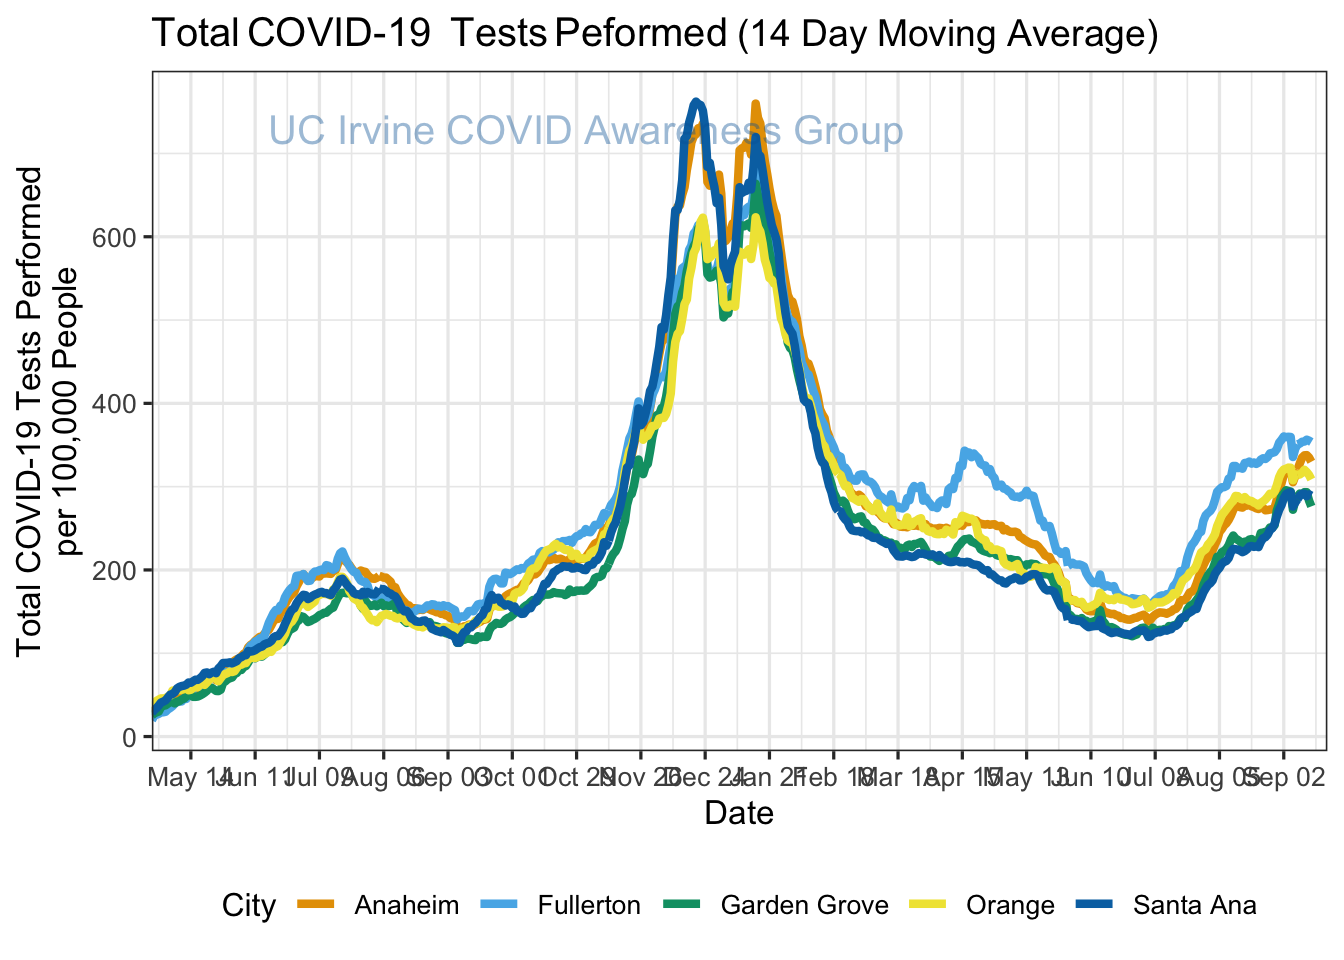 Total COVID-19 Tests Peformed (14 Day Moving Average)
UC Irvine COVID Awareness Group
Total COVID-19 Tests Performed
per 100,000 People
600
400
200
0
May 14 Jun 11 Jul 09 Aug 06 Sep 03 Oct 01 Oct 29 Nov 26 Dec 24 Jan 21 Feb 18 Mar 18 Apr 15 May 13 Jun 10 Jul 08 Aug 05 Sep 02
Date
City Anaheim Fullerton Garden Grove Orange Santa Ana